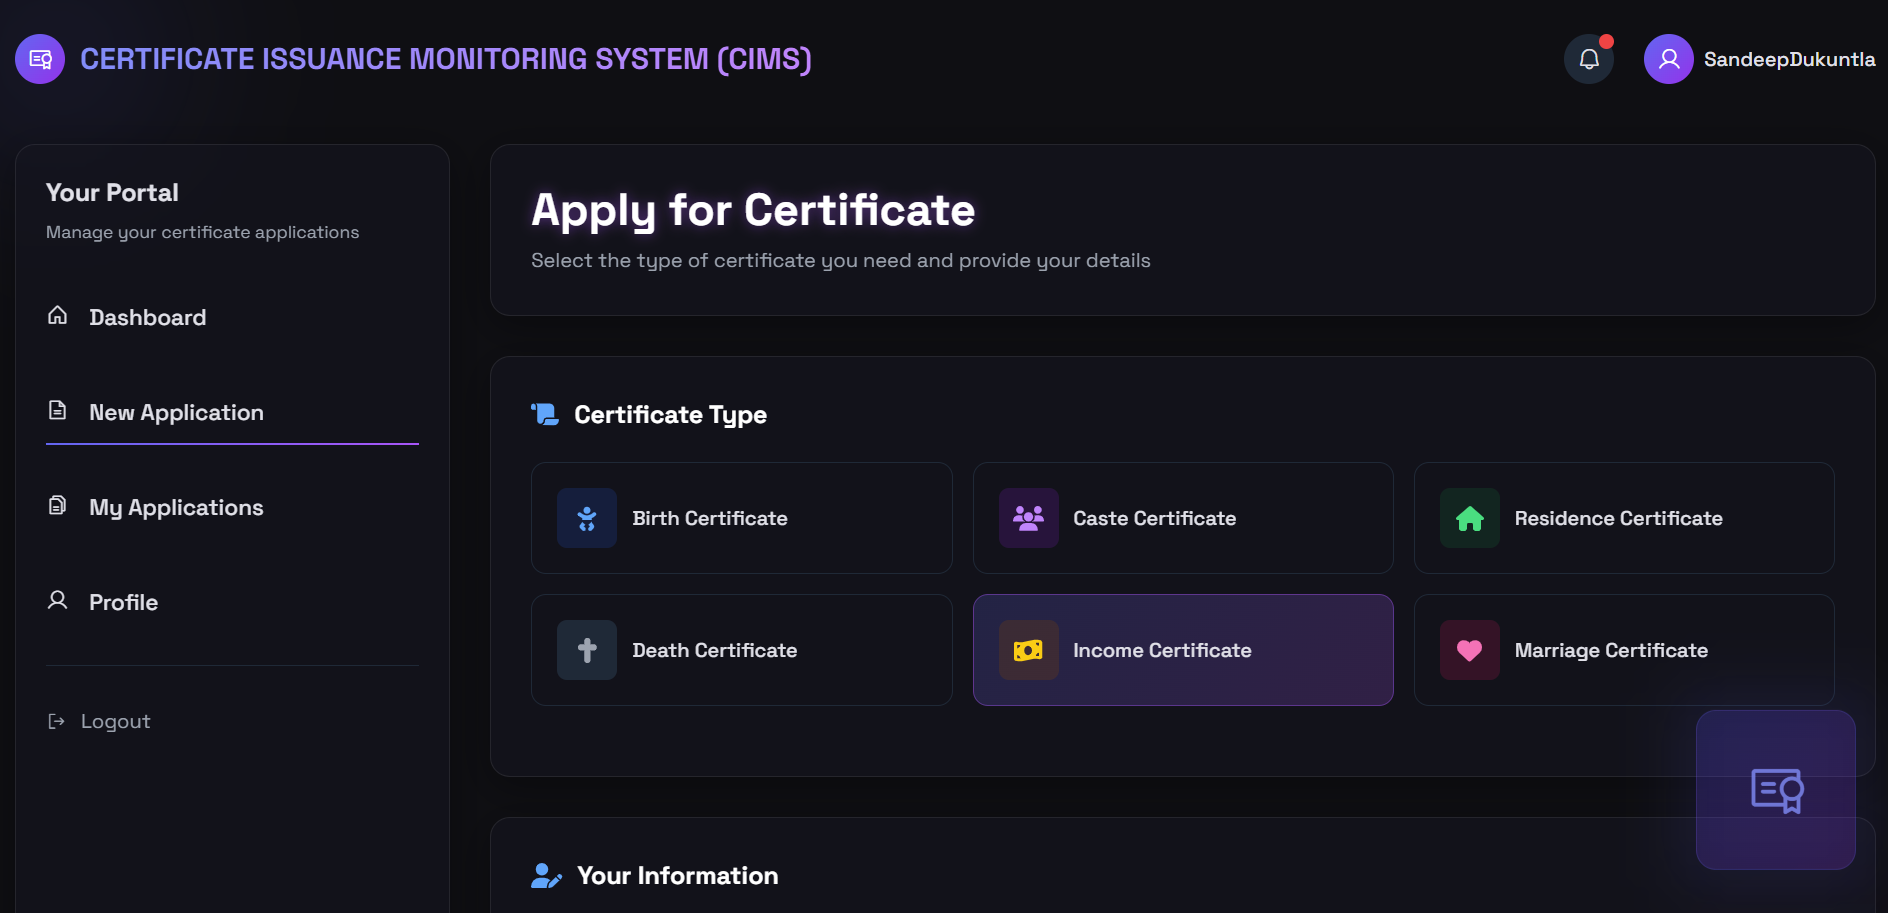 CERTIFICATE ISSUANCE MONITORING SYSTEM (CIMS)
SandeepDukuntla
Your Portal
Manage your certificate applications
Dashboard
New Application
My Applications
Profile
Logout
Apply for Certificate
Select the type of certificate you need and provide your details
Certificate Type
Birth Certificate
Caste Certificate
Residence Certificate
Death Certificate
Income Certificate
Marriage Certificate
Your Information